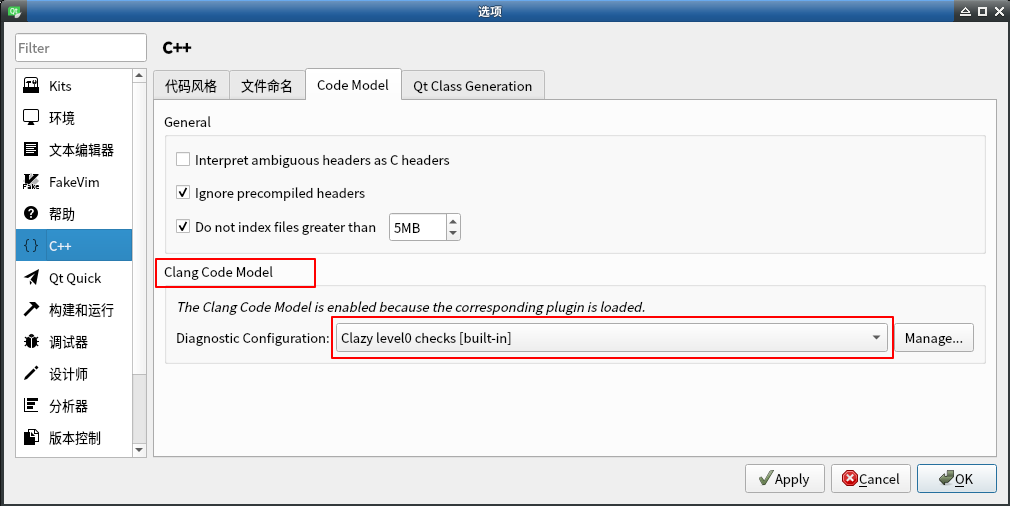 选项
Filter
C++
Kits
环境
文本编辑器
FakeVim
帮助
C++
Qt Quick
构建和运行
调试器
设计师
分析器
版本控制
代码风格 文件命名 Code Model Qt Class Generation
General
Interpret ambiguous headers as C headers
Ignore precompiled headers
Do not index files greater than 5MB
Clang Code Model
The Clang Code Model is enabled because the corresponding plugin is loaded.
Diagnostic Configuration: Clazy level0 checks [built-in] Manage...
Apply Cancel OK